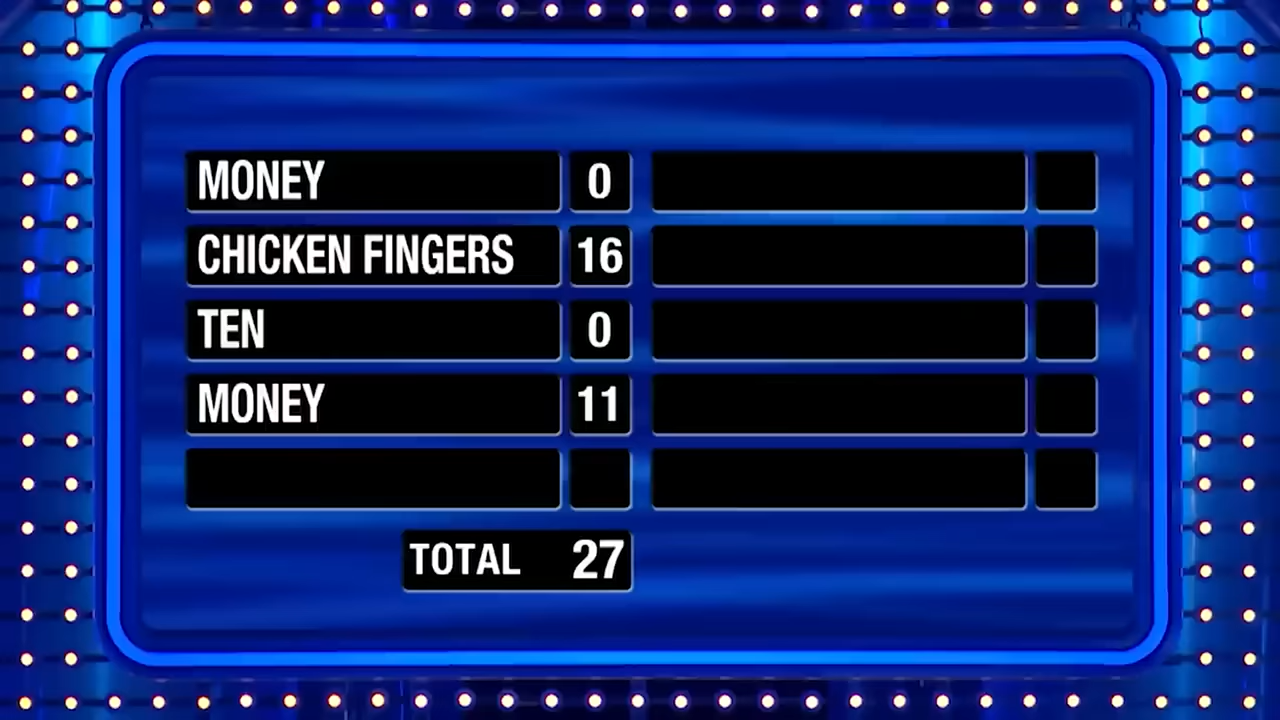 MONEY 0
CHICKEN FINGERS 16
TEN 0
MONEY 11
TOTAL 27